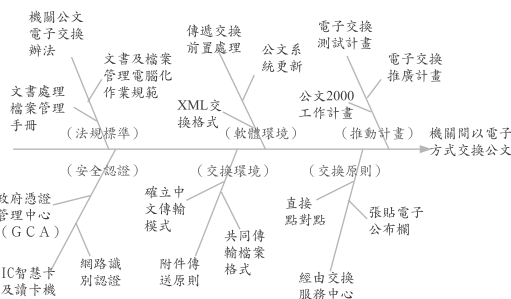 機關公文
電子交換
辦法
文書及檔案
管理電腦化
作業規範
文書處理
檔案管理
手冊
（法規標準）
傳遞交換
前置處理
公文系
統更新
XML交
換格式
（軟體環境）
電子交換
測試計畫
電子交換
推廣計畫
公文2000
工作計畫
（推動計畫）
機關間以電子
方式交換公文
（安全認證）
政府憑證
管理中心
（GCA）
IC智慧卡
及讀卡機
網路識
別認證
（交換環境）
確立中
文傳輸
模式
附件傳
送原則
共同傳
輸檔案
格式
（交換原則）
直接
點對點
張貼電子
公布欄
經由交換
服務中心